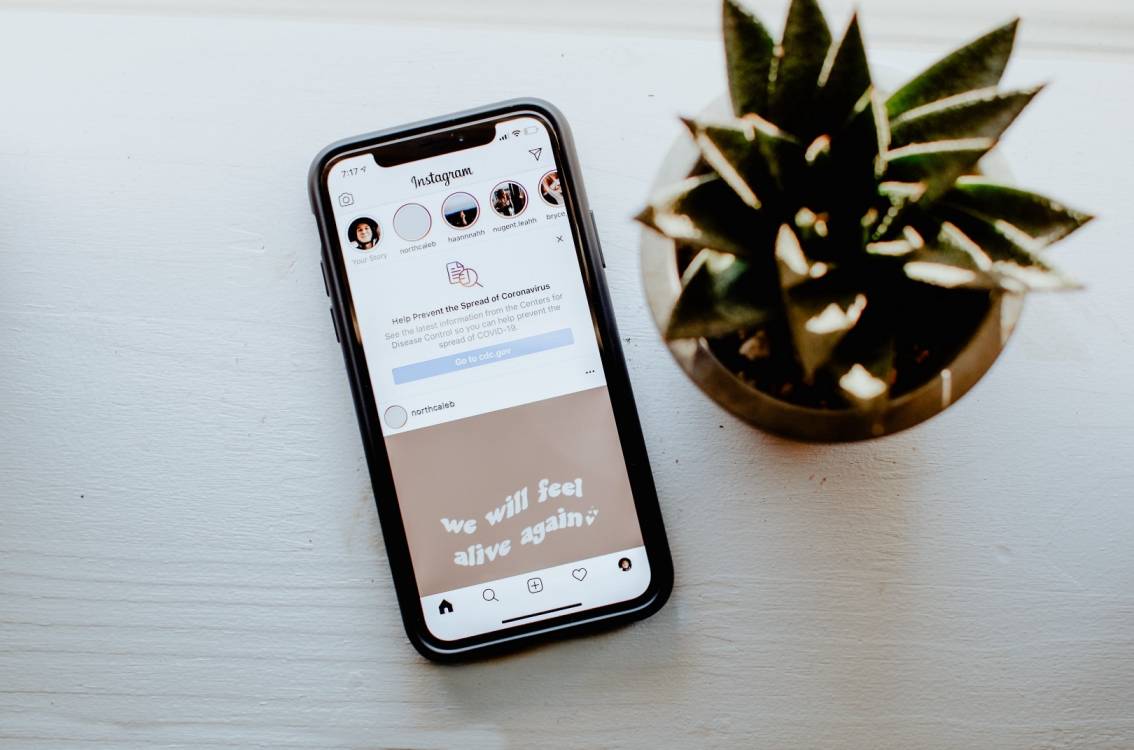 7:17
Instagram
Your Story
northcaleb
haannnahh
nugent.leahh
bryce
Help Prevent the Spread of Coronavirus
See the latest information from the Centers for
Disease Control so you can help prevent the
spread of COVID-19.
Go to cdc.gov
northcaleb
we will feel
alive again